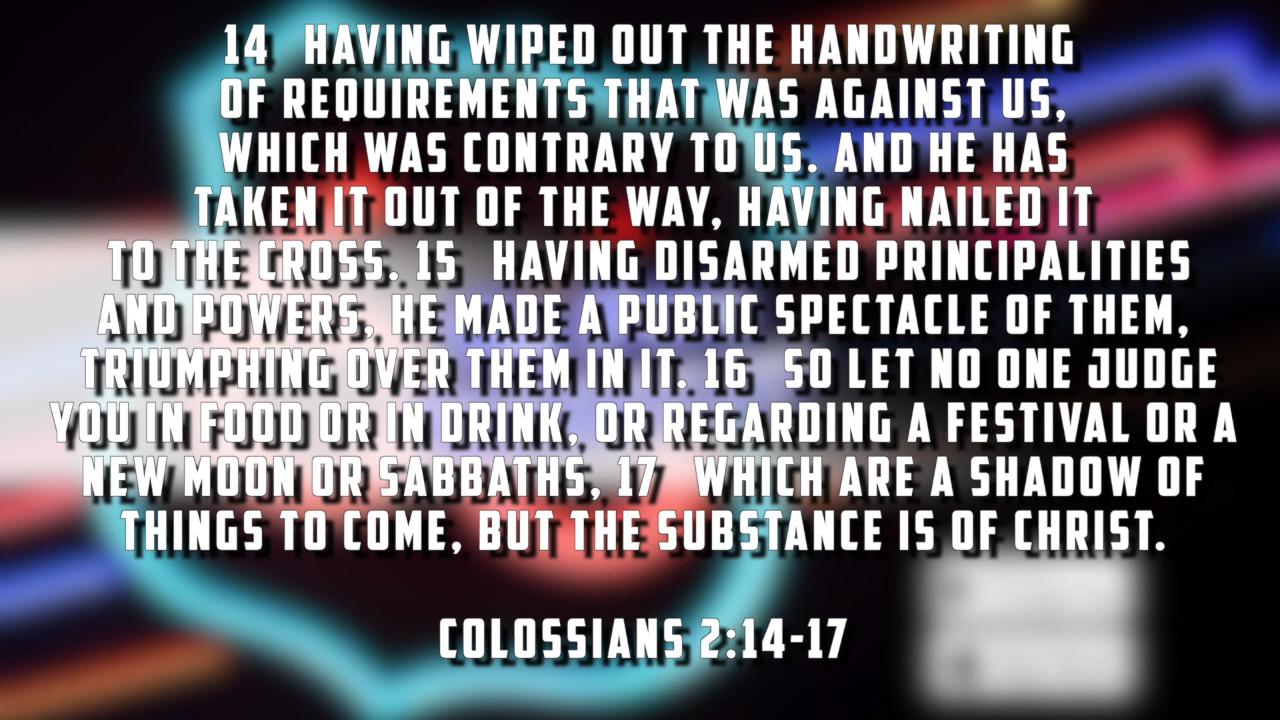 14 HAVING WIPED OUT THE HANDWRITING
OF REQUIREMENTS THAT WAS AGAINST US,
WHICH WAS CONTRARY TO US. AND HE HAS
TAKEN IT OUT OF THE WAY, HAVING NAILED IT
TO THE CROSS. 15 HAVING DISARMED PRINCIPALITIES
AND POWERS, HE MADE A PUBLIC SPECTACLE OF THEM,
TRIUMPHING OVER THEM IN IT. 16 SO LET NO ONE JUDGE
YOU IN FOOD OR IN DRINK, OR REGARDING A FESTIVAL OR A
NEW MOON OR SABBATHS, 17 WHICH ARE A SHADOW OF
THINGS TO COME, BUT THE SUBSTANCE IS OF CHRIST.
COLOSSIANS 2:14-17